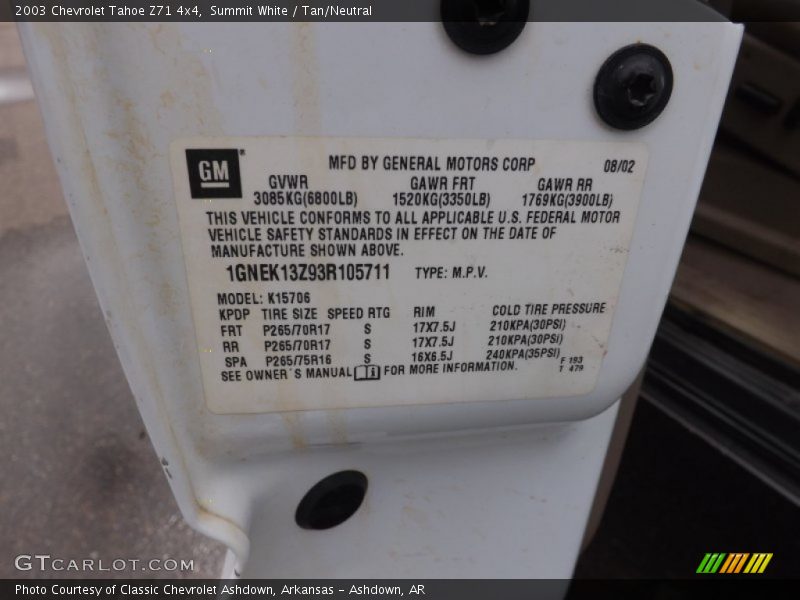 2003 Chevrolet Tahoe Z71 4x4, Summit White / Tan/Neutral
GM
MFD BY GENERAL MOTORS CORP 08/02
GVWR GAWR FRT GAWR RR
3085KG(6800LB) 1520KG(3350LB) 1769KG(3900LB)
THIS VEHICLE CONFORMS TO ALL APPLICABLE U.S. FEDERAL MOTOR
VEHICLE SAFETY STANDARDS IN EFFECT ON THE DATE OF
MANUFACTURE SHOWN ABOVE.
1GNEK13Z93R105711 TYPE: M.P.V.
MODEL: K15706
KPDP TIRE SIZE SPEED RTG RIM COLD TIRE PRESSURE
FRT P265/70R17 S 17X7.5J 210KPA(30PSI)
RR P265/70R17 S 17X7.5J 210KPA(30PSI)
SPA P265/75R16 S 16X6.5J 240KPA(35PSI)
F 193
T 479
SEE OWNER'S MANUAL FOR MORE INFORMATION.
GTCARLOT.COM
Photo Courtesy of Classic Chevrolet Ashdown, Arkansas - Ashdown, AR